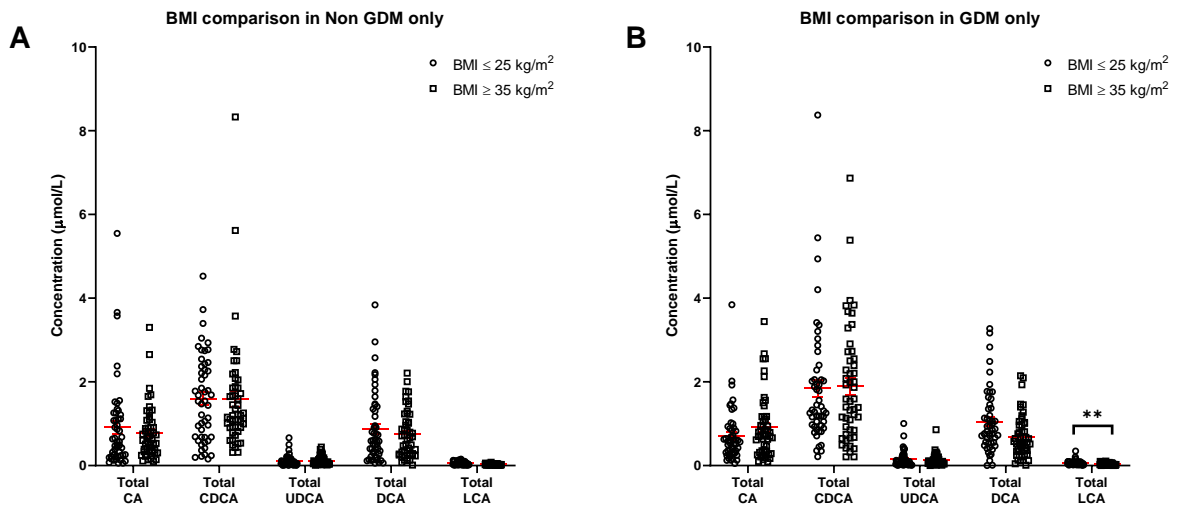 A
BMI comparison in Non GDM only
BMI ≤ 25 kg/m²
BMI ≥ 35 kg/m²
Concentration (µmol/L)
10
8
6
4
2
0
Total CA
Total CDCA
Total UDCA
Total DCA
Total LCA
B
BMI comparison in GDM only
BMI ≤ 25 kg/m²
BMI ≥ 35 kg/m²
Concentration (µmol/L)
10
8
6
4
2
0
**
Total CA
Total CDCA
Total UDCA
Total DCA
Total LCA